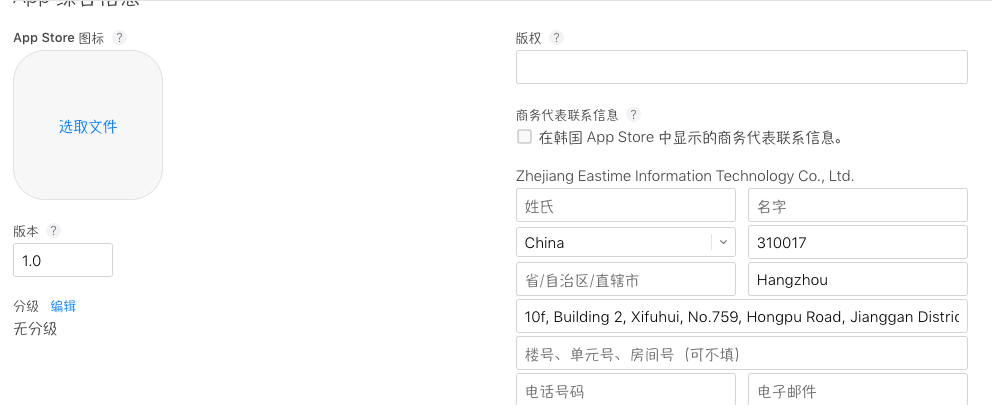 App 综合信息
App Store 图标 ?
选取文件
版本 ?
1.0
分级 编辑
无分级
版权 ?
商务代表联系信息 ?
在韩国 App Store 中显示的商务代表联系信息。
Zhejiang Eastime Information Technology Co., Ltd.
姓氏 名字
China 310017
省/自治区/直辖市 Hangzhou
10f, Building 2, Xifuhui, No.759, Hongpu Road, Jianggan Distric
楼号、单元号、房间号（可不填）
电话号码 电子邮件